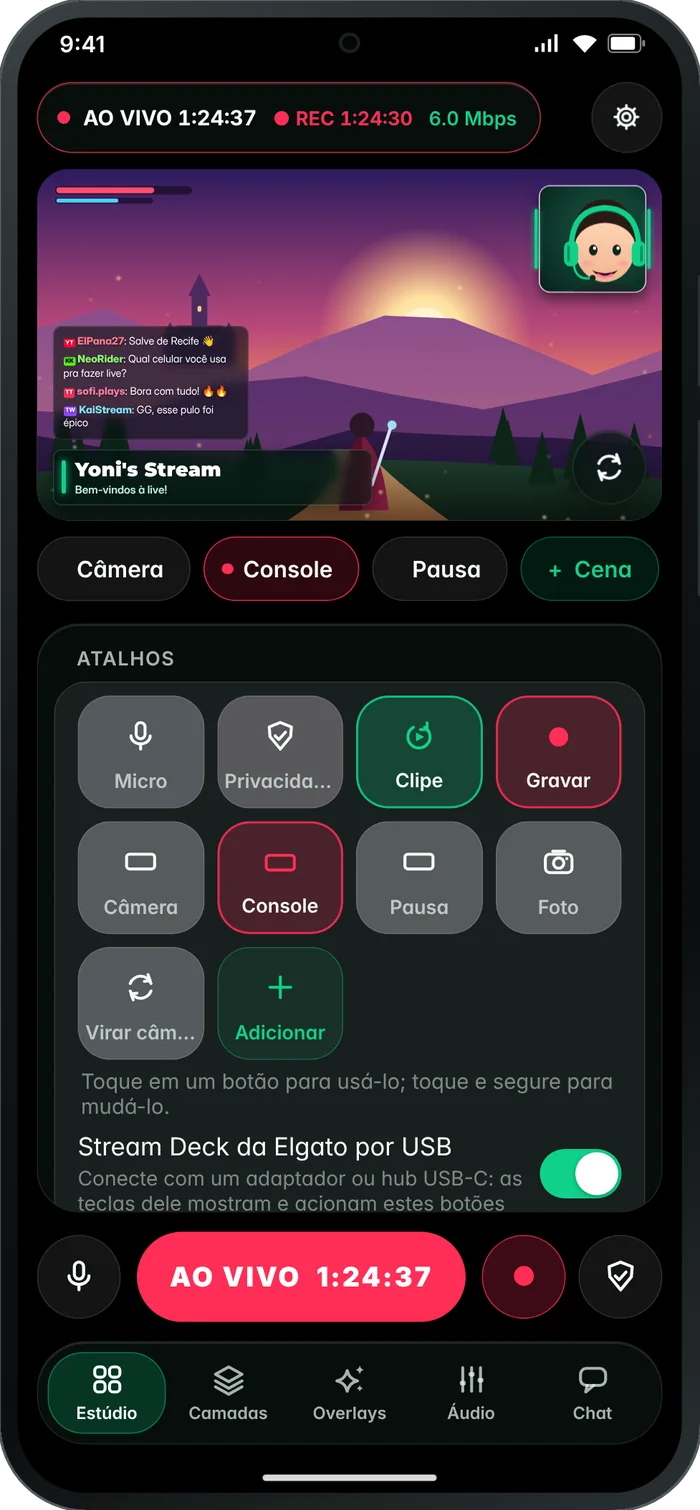 9:41
AO VIVO 1:24:37 REC 1:24:30 6.0 Mbps
YT ElPana27: Salve de Recife 👋
NeoRider: Qual celular você usa
pra fazer live?
TT sofi.plays: Bora com tudo! 🔥🔥
TW KaiStream: GG, esse pulo foi
épico
Yoni's Stream
Bem-vindos à live!
Câmera Console Pausa + Cena
ATALHOS
Micro Privacida... Clipe Gravar
Câmera Console Pausa Foto
Virar câm... Adicionar
Toque em um botão para usá-lo; toque e segure para
mudá-lo.
Stream Deck da Elgato por USB
Conecte com um adaptador ou hub USB-C: as
teclas dele mostram e acionam estes botões
AO VIVO 1:24:37
Estúdio Camadas Overlays Áudio Chat